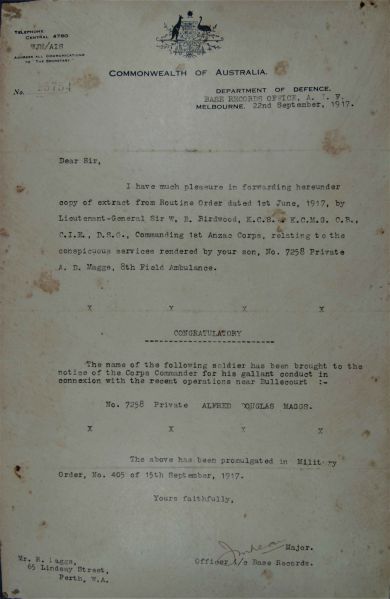 TELEPHONE
CENTRAL 4790
WJM/AIS
ADDRESS ALL COMMUNICATIONS
TO "THE SECRETARY"
No.
COMMONWEALTH OF AUSTRALIA.
DEPARTMENT OF DEFENCE.
BASE RECORDS OFFICE, A. I. F.
MELBOURNE. 22nd September, 1917.
Dear Sir,
I have much pleasure in forwarding hereunder
copy of extract from Routine Order dated 1st June, 1917, by
Lieutenant-General Sir W. R. Birdwood, K.C.S. K.C.M.G. C.B.,
C.I.E., D.S.O., Commanding 1st Anzac Corps, relating to the
conspicuous services rendered by your son, No. 7258 Private
A. D. Maggs, 8th Field Ambulance.
X X X X
CONGRATULATORY
The name of the following soldier has been brought to the
notice of the Corps Commander for his gallant conduct in
connexion with the recent operations near Bullecourt :-
No. 7258 Private ALFRED DOUGLAS MAGGS.
X X X X
The above has been promulgated in Military
Order, No. 405 of 15th September, 1917.
Yours faithfully,
Major.
Officer i/c Base Records.
Mr. R. Maggs,
65 Lindsay Street,
Perth, W.A.